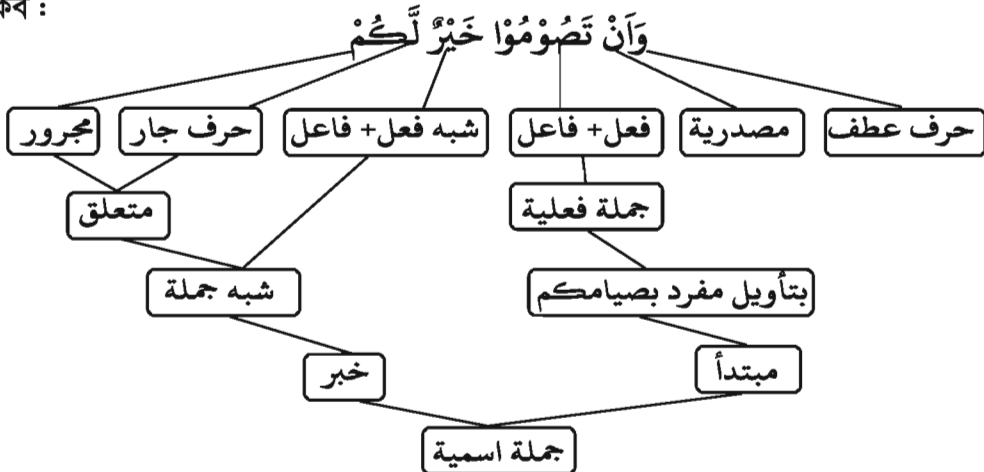 وَاَنْ تَصُوْمُوْا خَيْرٌ لَّكُمْ
حرف عطف مصدرية فعل+ فاعل شبه فعل+ فاعل حرف جار مجرور
جملة فعلية متعلق
بتأويل مفرد بصيامكم شبه جملة
مبتدأ خبر
جملة اسمية